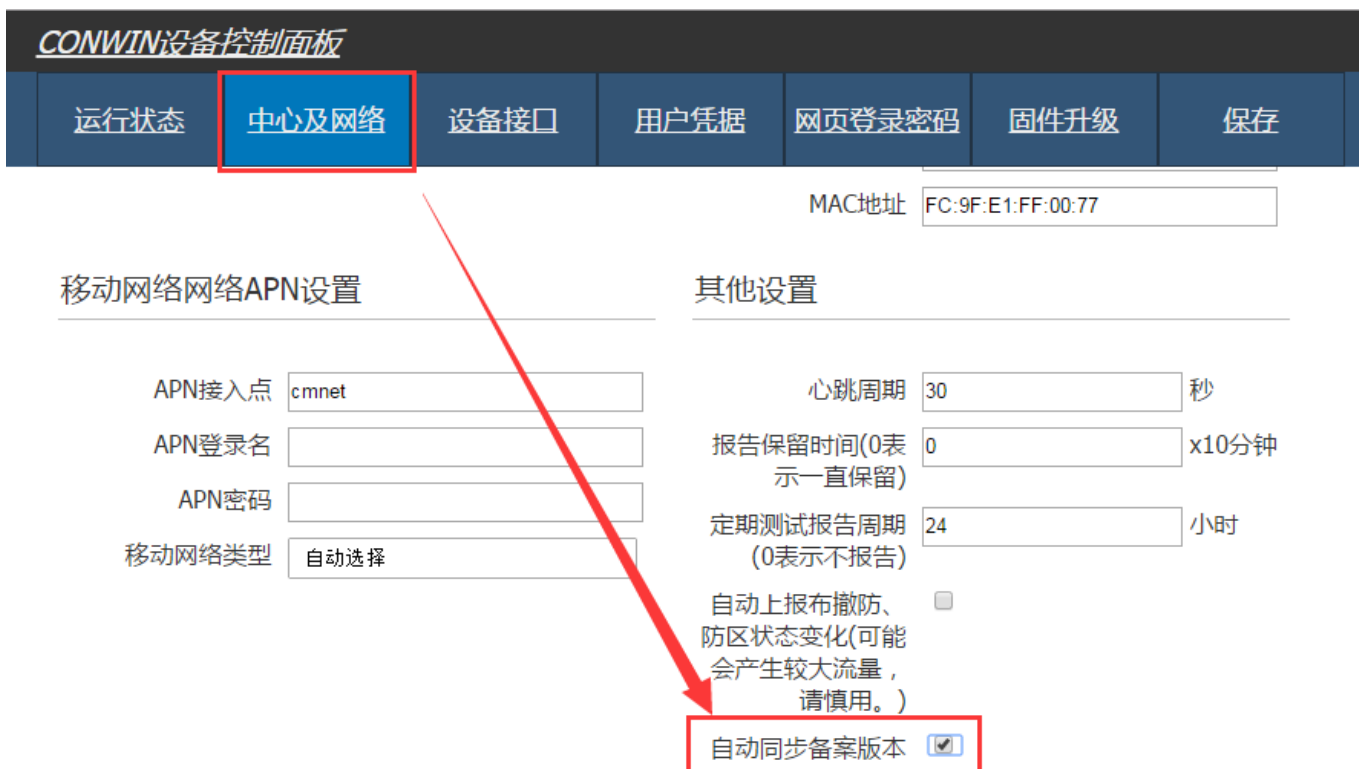 CONWIN设备控制面板
运行状态 中心及网络 设备接口 用户凭据 网页登录密码 固件升级 保存
MAC地址 FC:9F:E1:FF:00:77
移动网络网络APN设置
APN接入点 cmnet
APN登录名
APN密码
移动网络类型 自动选择
其他设置
心跳周期 30 秒
报告保留时间(0表 0 x10分钟
示一直保留)
定期测试报告周期 24 小时
(0表示不报告)
自动上报布撤防、
防区状态变化(可能
会产生较大流量，
请慎用。)
自动同步备案版本